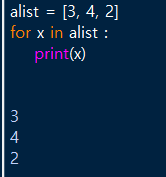 alist = [3, 4, 2]
for x in alist :
print(x)
3
4
2